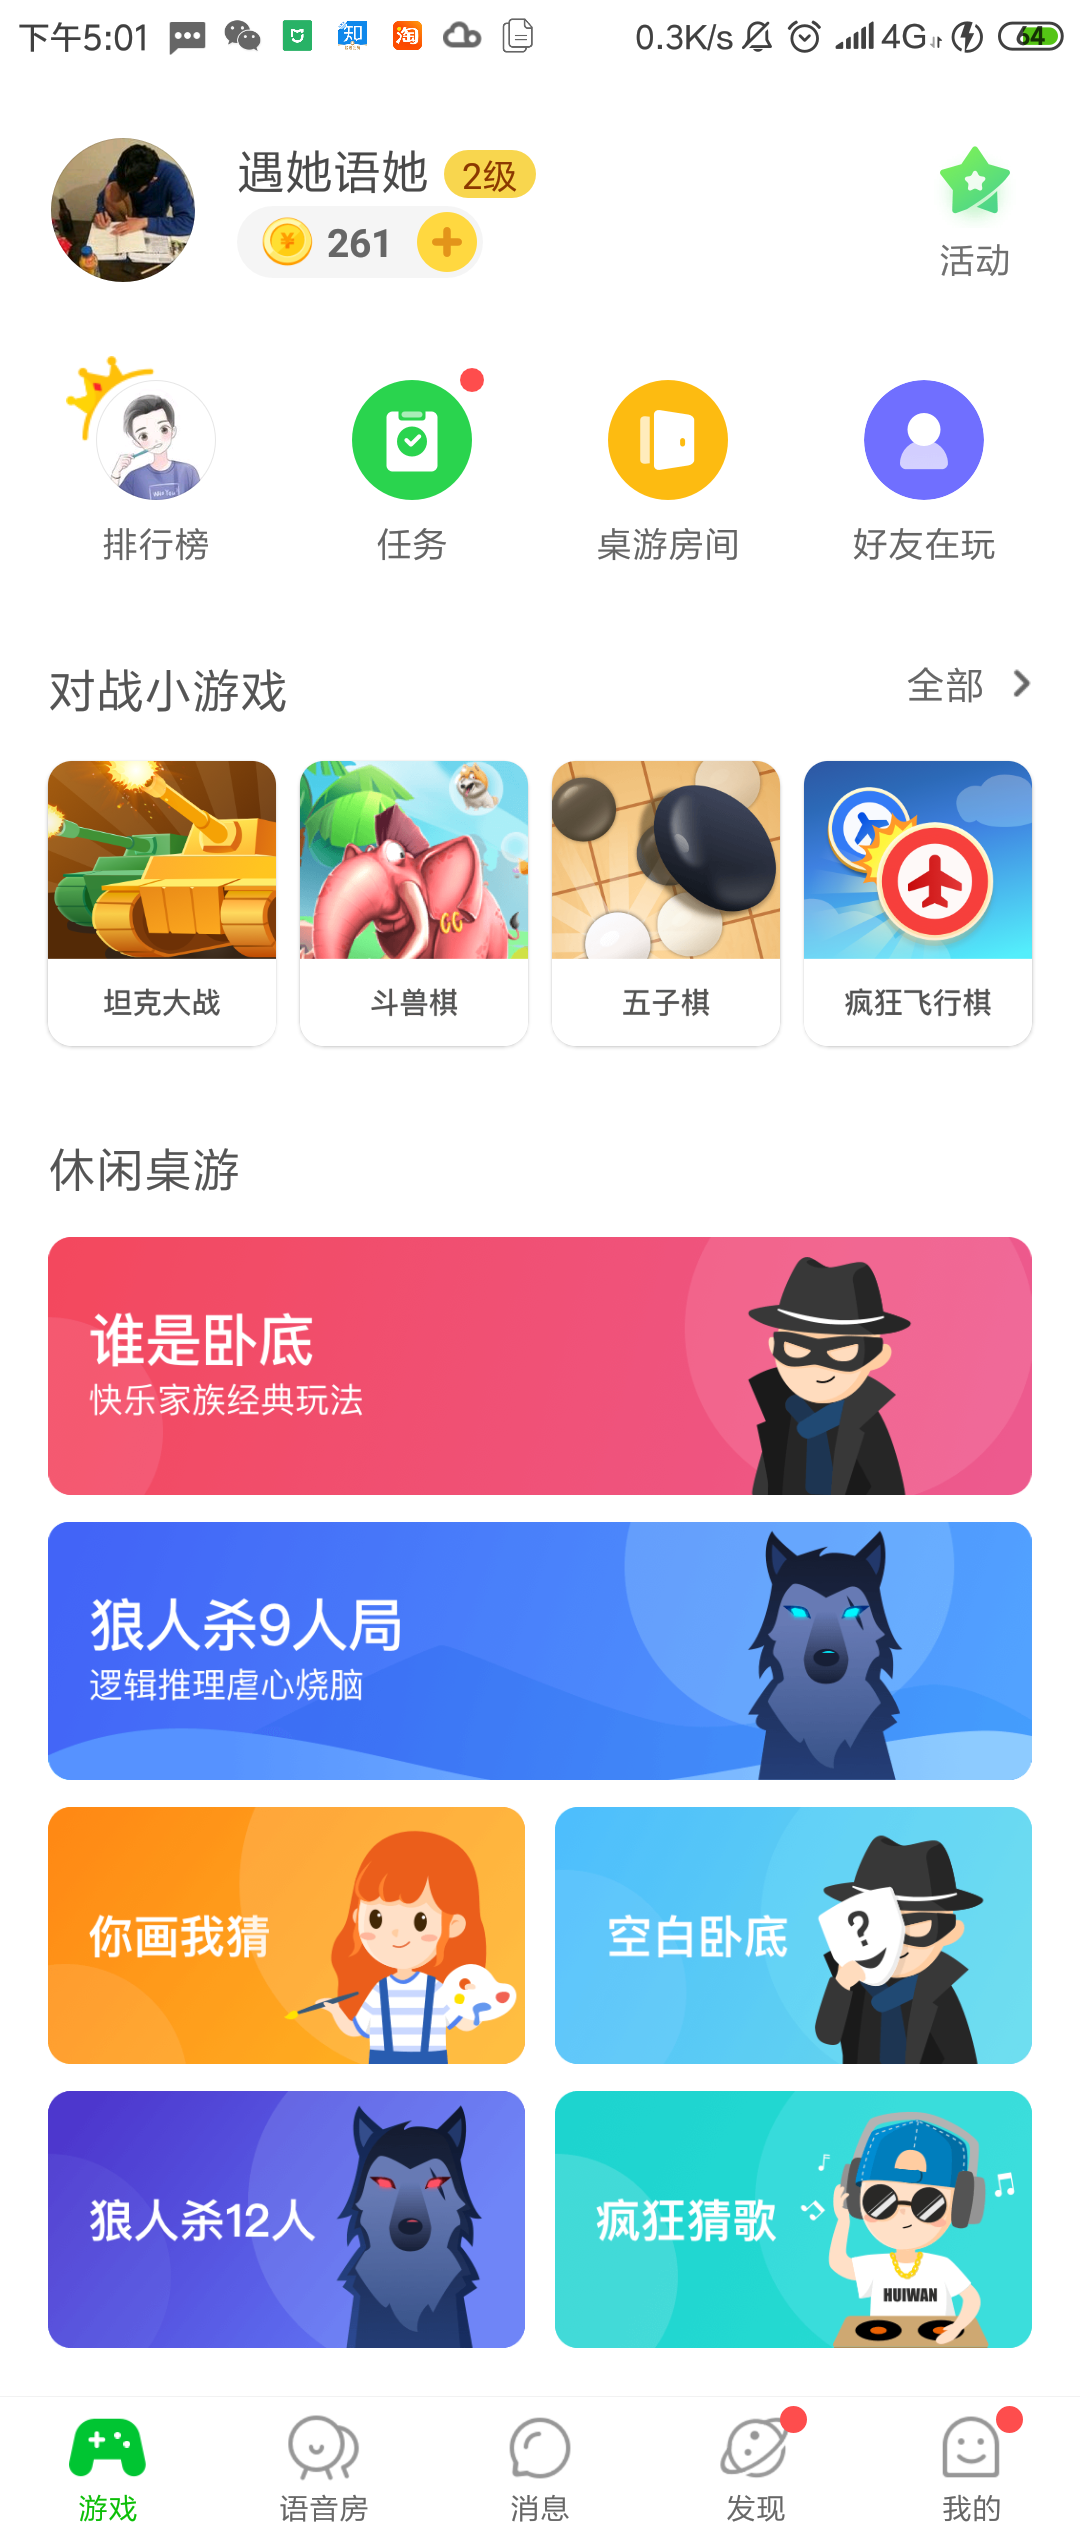 下午5:01
知
淘
0.3K/s
4G
64
遇她语她 2级
¥ 261
活动
排行榜
任务
桌游房间
好友在玩
对战小游戏
全部
坦克大战
斗兽棋
五子棋
疯狂飞行棋
休闲桌游
谁是卧底
快乐家族经典玩法
狼人杀9人局
逻辑推理虐心烧脑
你画我猜
空白卧底
?
狼人杀12人
疯狂猜歌
HUIWAN
游戏
语音房
消息
发现
我的